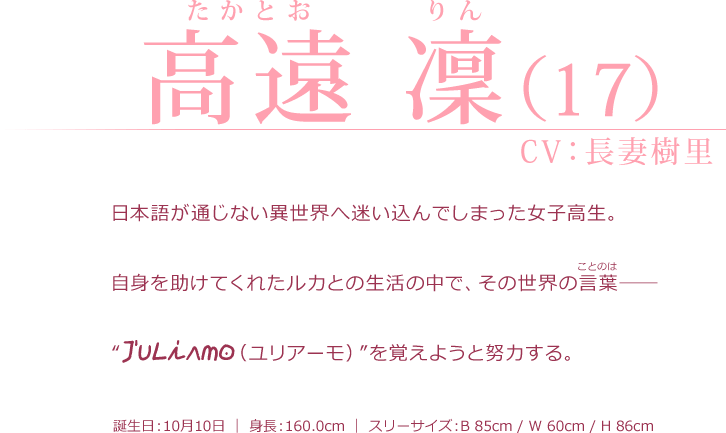 たかとお りん
高遠 凜（17）
CV：長妻樹里
日本語が通じない異世界へ迷い込んでしまった女子高生。
ことのは
自身を助けてくれたルカとの生活の中で、その世界の言葉――
“JULiΛMO（ユリアーモ）”を覚えようと努力する。
誕生日：10月10日 ｜ 身長：160.0cm ｜ スリーサイズ：B 85cm / W 60cm / H 86cm